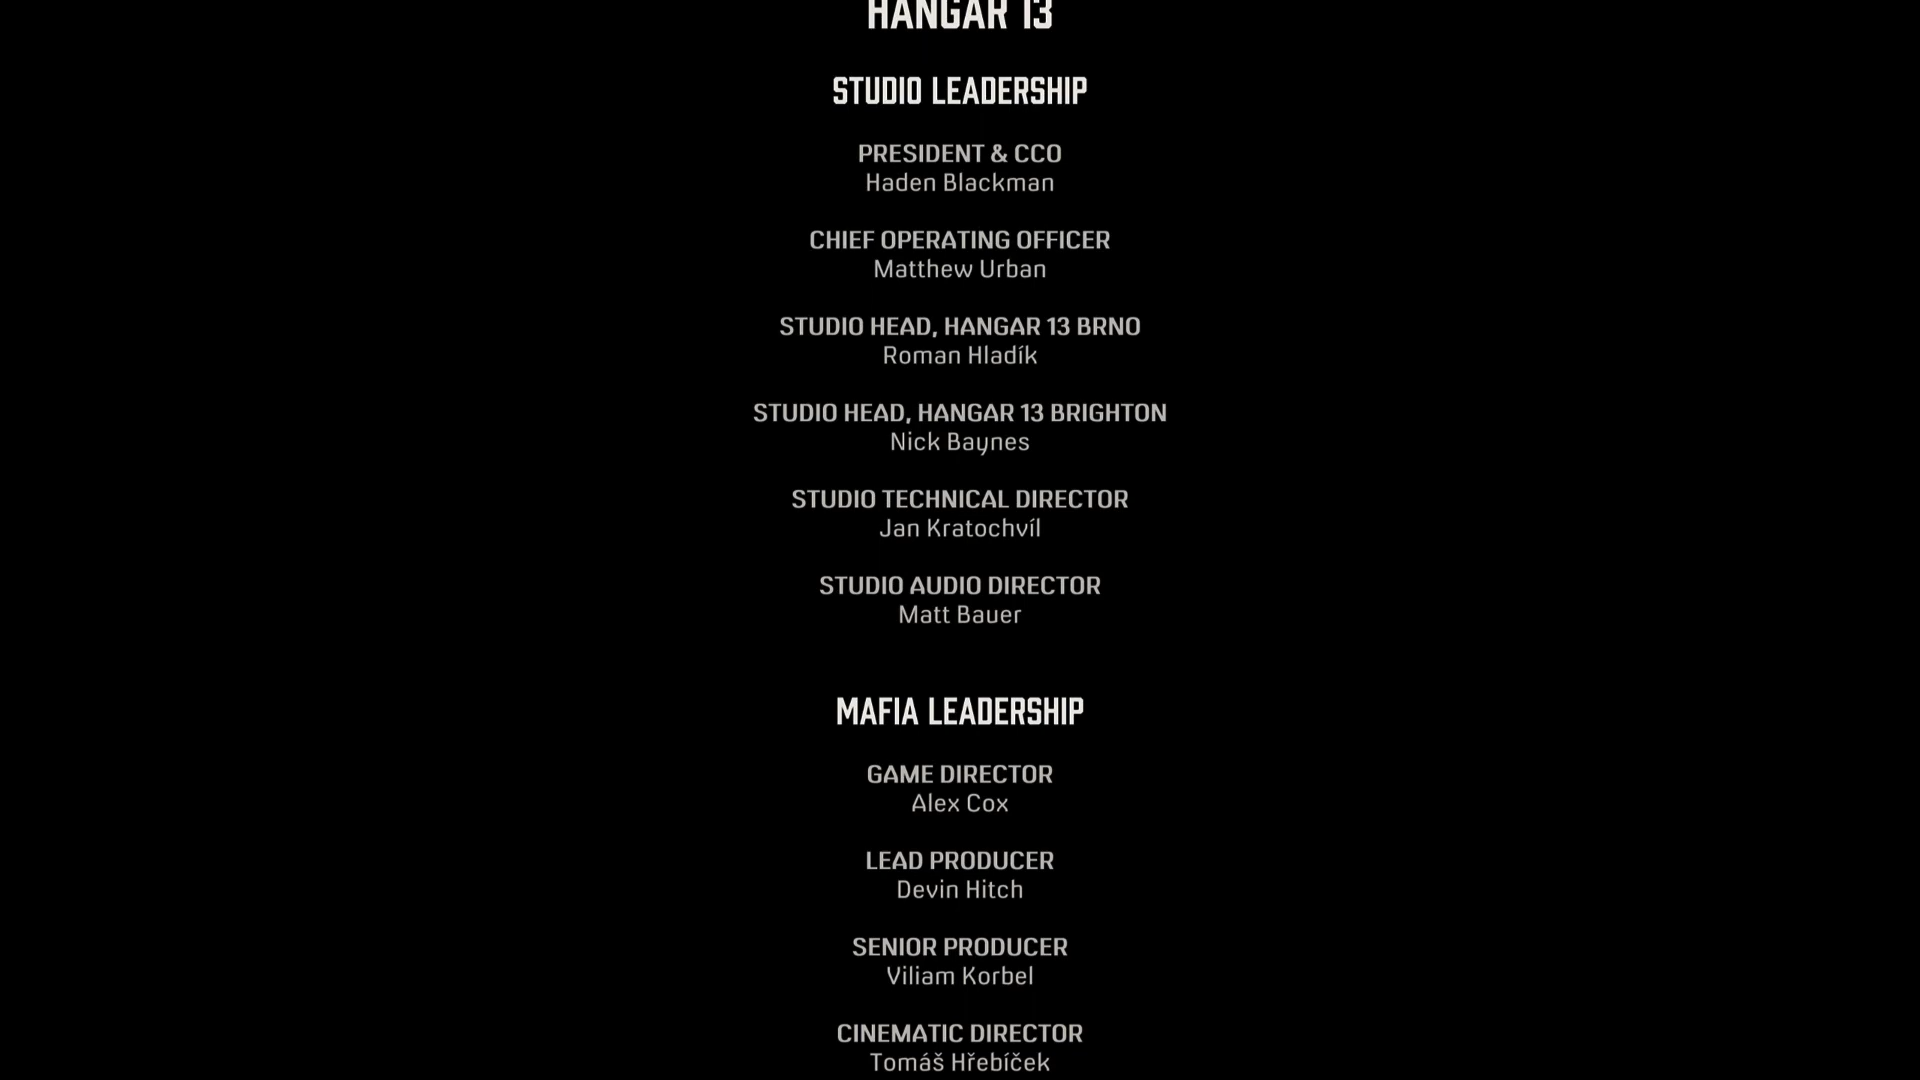 HANGAR 13
STUDIO LEADERSHIP
PRESIDENT & CCO
Haden Blackman
CHIEF OPERATING OFFICER
Matthew Urban
STUDIO HEAD, HANGAR 13 BRNO
Roman Hladík
STUDIO HEAD, HANGAR 13 BRIGHTON
Nick Baynes
STUDIO TECHNICAL DIRECTOR
Jan Kratochvíl
STUDIO AUDIO DIRECTOR
Matt Bauer
MAFIA LEADERSHIP
GAME DIRECTOR
Alex Cox
LEAD PRODUCER
Devin Hitch
SENIOR PRODUCER
Viliam Korbel
CINEMATIC DIRECTOR
Tomáš Hřebíček